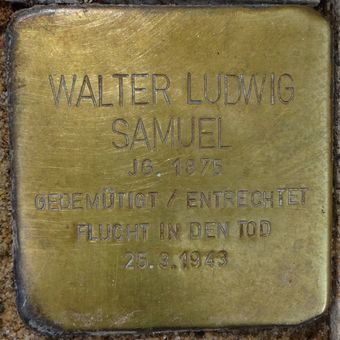 WALTER LUDWIG
SAMUEL
JG. 1875
GEDEMÜTIGT / ENTRECHTET
FLUCHT IN DEN TOD
25.3.1943